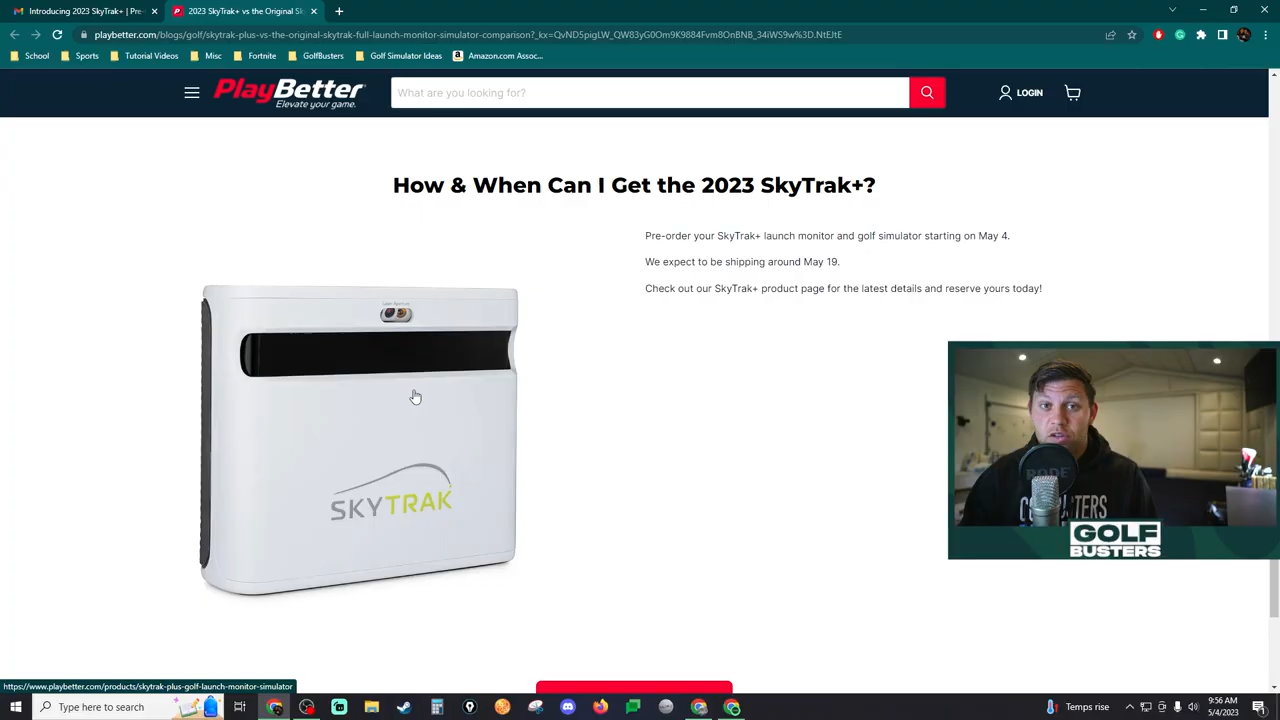 Introducing 2023 SkyTrak+ | Pre-
2023 SkyTrak+ vs the Original Sk
playbetter.com/blogs/golf/skytrak-plus-vs-the-original-skytrak-full-launch-monitor-simulator-comparison?_kx=QvND5pigLW_QW83yG0Om9K9884Fvm8OnBNB_34iWS9w%3D.NtEJtE
School
Sports
Tutorial Videos
Misc
Fortnite
GolfBusters
Golf Simulator Ideas
Amazon.com Assoc...
PlayBetter
Elevate your game.
What are you looking for?
LOGIN
How & When Can I Get the 2023 SkyTrak+?
Pre-order your SkyTrak+ launch monitor and golf simulator starting on May 4.
We expect to be shipping around May 19.
Check out our SkyTrak+ product page for the latest details and reserve yours today!
SKYTRAK
RODE
GOLF
BUSTERS
https://www.playbetter.com/products/skytrak-plus-golf-launch-monitor-simulator
Type here to search
Temps rise
9:56 AM
5/4/2023